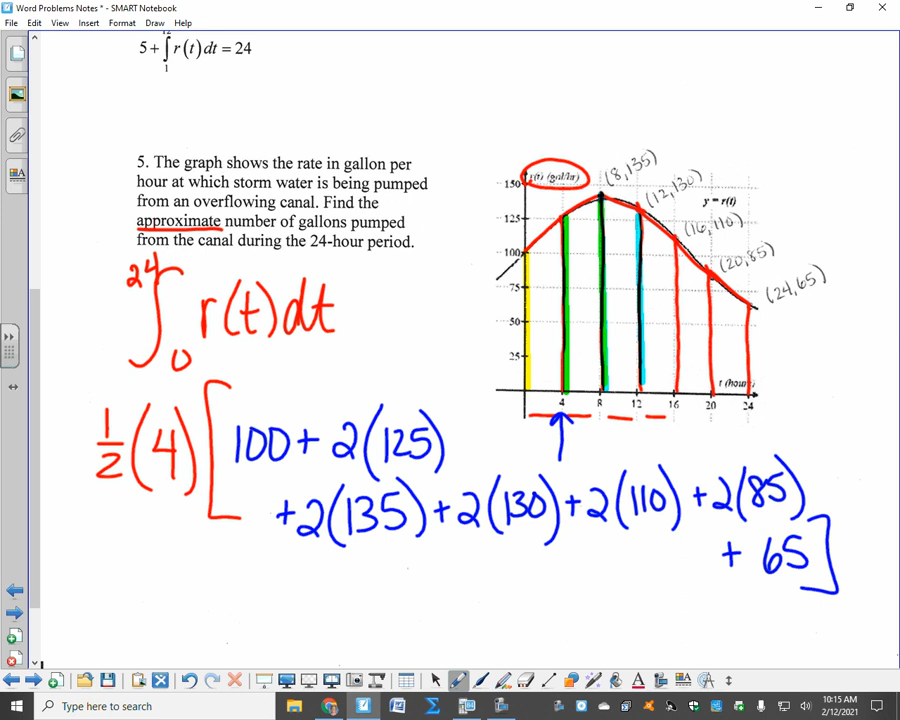 Word Problems Notes * - SMART Notebook
File Edit View Insert Format Draw Help
12
5 + ∫ r(t) dt = 24
1
5. The graph shows the rate in gallon per
hour at which storm water is being pumped
from an overflowing canal. Find the
approximate number of gallons pumped
from the canal during the 24-hour period.
r(t) (gal/hr)
150
125
100
75
50
25
4 8 12 16 20 24
t (hours)
y = r(t)
(8,135)
(12,130)
(16,110)
(20,85)
(24,65)
24
∫ r(t)dt
0
1/2 (4) [ 100 + 2(125)
+2(135) + 2(130) + 2(110) + 2(85)
+ 65 ]
Type here to search
10:15 AM
2/12/2021